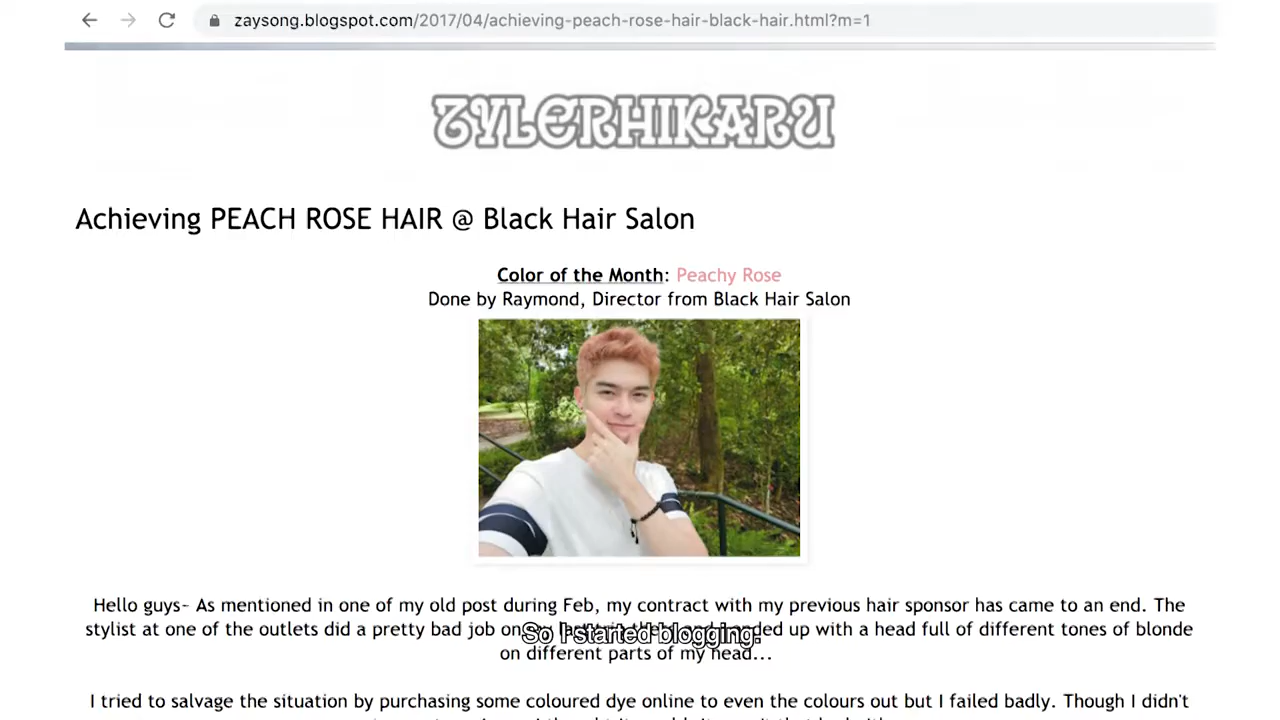 zaysong.blogspot.com/2017/04/achieving-peach-rose-hair-black-hair.html?m=1
ZYLERHIKARU
Achieving PEACH ROSE HAIR @ Black Hair Salon
Color of the Month: Peachy Rose
Done by Raymond, Director from Black Hair Salon
Hello guys~ As mentioned in one of my old post during Feb, my contract with my previous hair sponsor has came to an end. The
stylist at one of the outlets did a pretty bad job on up with a head full of different tones of blonde
So I started blogging.
on different parts of my head...
I tried to salvage the situation by purchasing some coloured dye online to even the colours out but I failed badly. Though I didn't